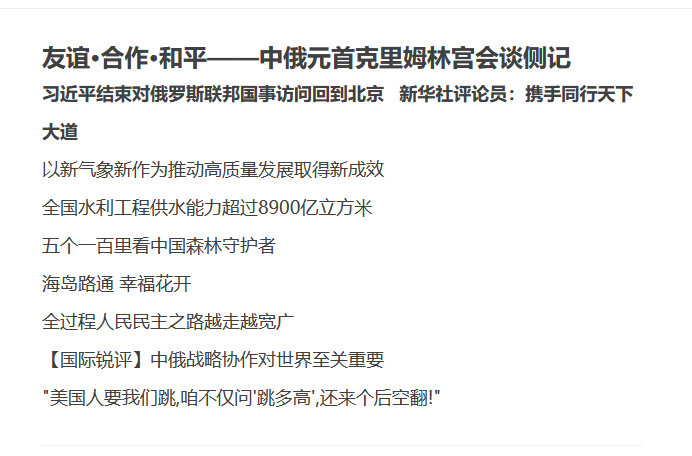 友谊·合作·和平——中俄元首克里姆林宫会谈侧记
习近平结束对俄罗斯联邦国事访问回到北京 新华社评论员：携手同行天下
大道
以新气象新作为推动高质量发展取得新成效
全国水利工程供水能力超过8900亿立方米
五个一百里看中国森林守护者
海岛路通 幸福花开
全过程人民民主之路越走越宽广
【国际锐评】中俄战略协作对世界至关重要
"美国人要我们跳,咱不仅问'跳多高',还来个后空翻!"